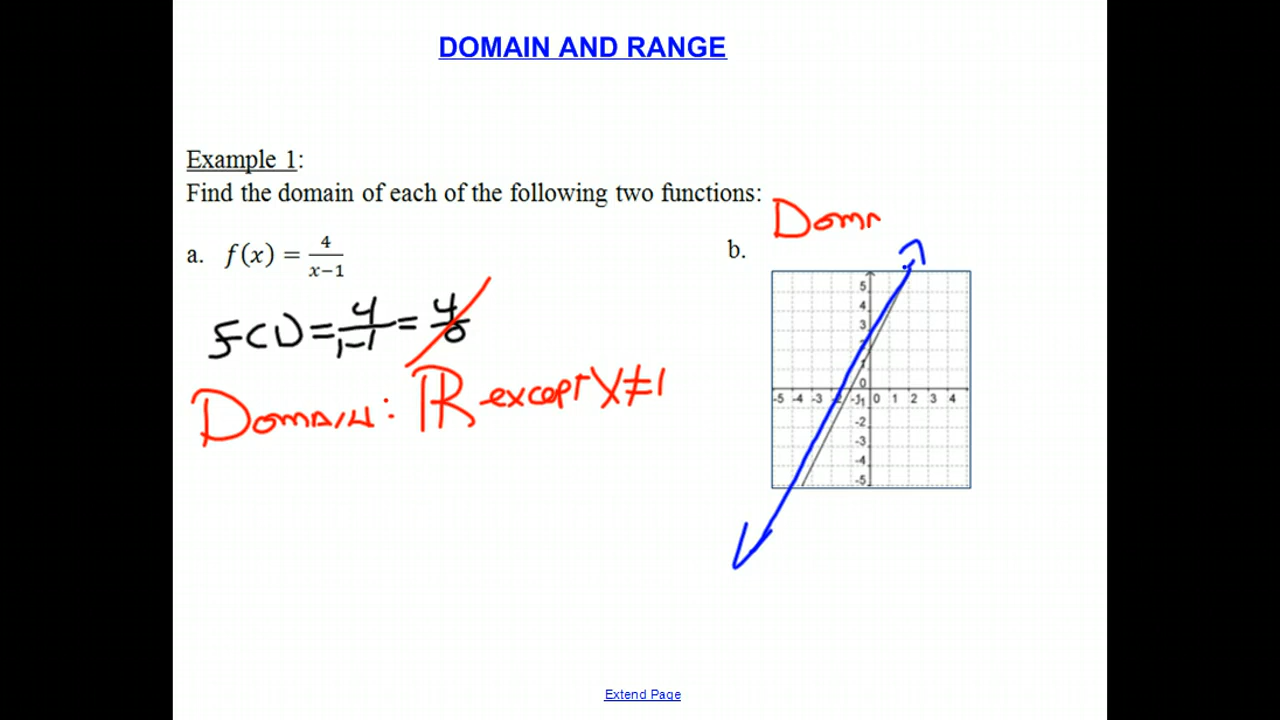 DOMAIN AND RANGE
Example 1:
Find the domain of each of the following two functions:
a. f(x) = 4/(x−1)
f(1) = 4/(1-1) = 4/0
Domain: ℝ except x≠1
b.
Doma
5
4
3
2
1
0
-5 -4 -3 -2 -1 0 1 2 3 4
-2
-3
-4
-5
Extend Page